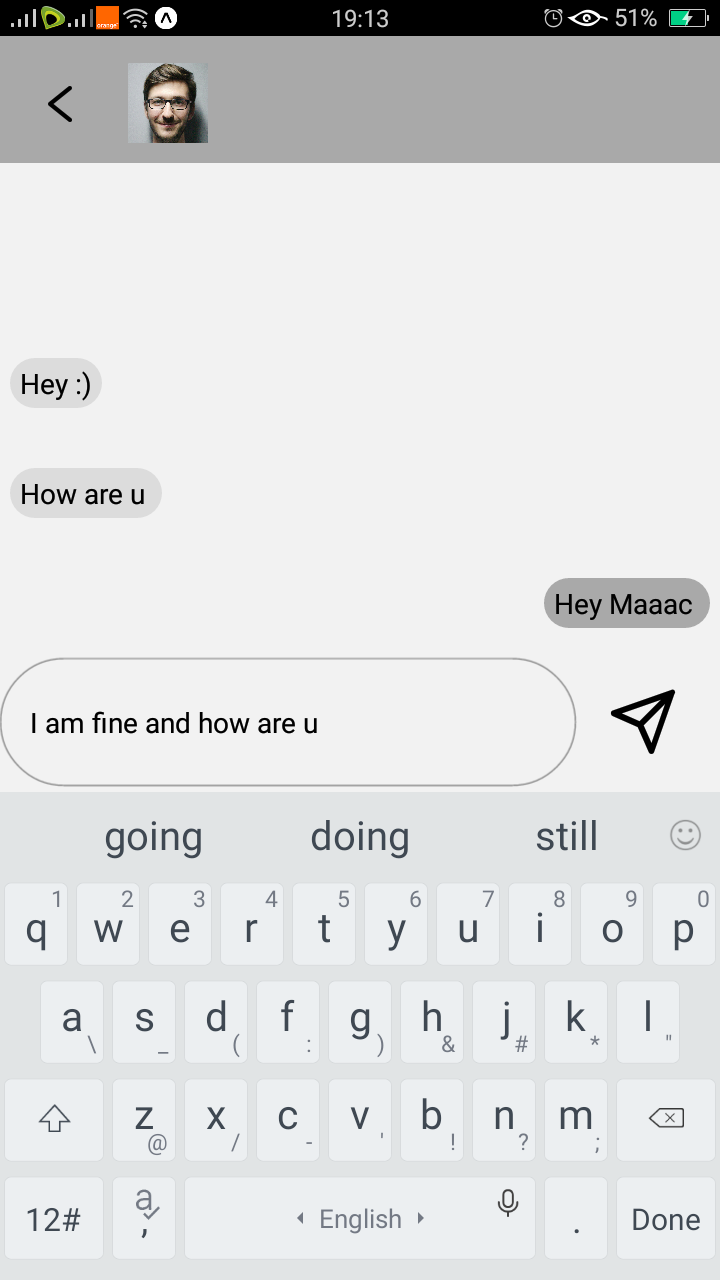 orange
19:13
51%
Hey :)
How are u
Hey Maaac
I am fine and how are u
going doing still
1 2 3 4 5 6 7 8 9 0
q w e r t y u i o p
a s d f g h j k l
\ _ ( : ) & # * "
z x c v b n m
@ / - ' ! ? ;
12# a , English . Done